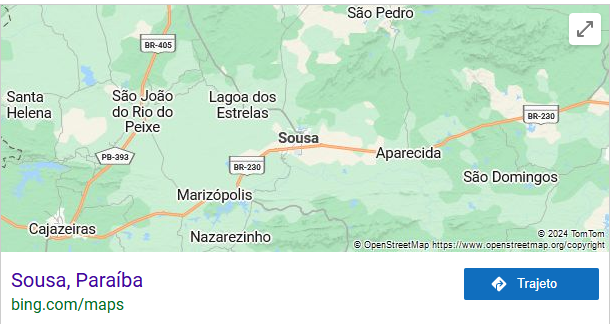 São Pedro
BR-405
Santa
Helena
São João
do Rio do
Peixe
Lagoa dos
Estrelas
BR-230
Sousa
PB-393
BR-230
Aparecida
São Domingos
Marizópolis
Cajazeiras
Nazarezinho
© 2024 TomTom
© OpenStreetMap https://www.openstreetmap.org/copyright
Sousa, Paraíba
bing.com/maps
Trajeto